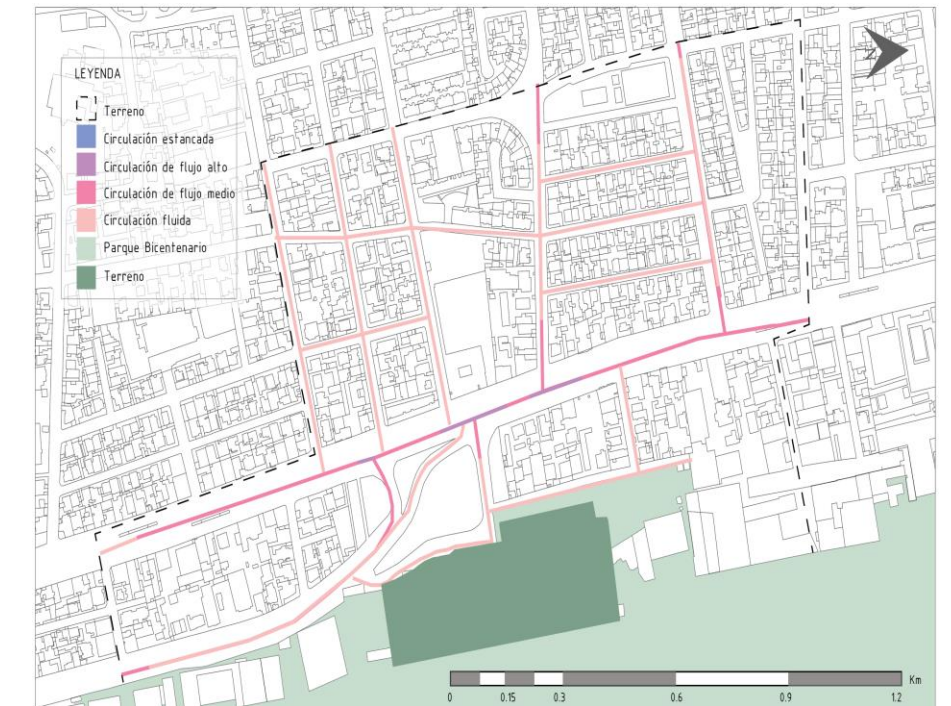 LEYENDA
Terreno
Circulación estancada
Circulación de flujo alto
Circulación de flujo medio
Circulación fluida
Parque Bicentenario
Terreno
N
Km
0 0.15 0.3 0.6 0.9 1.2